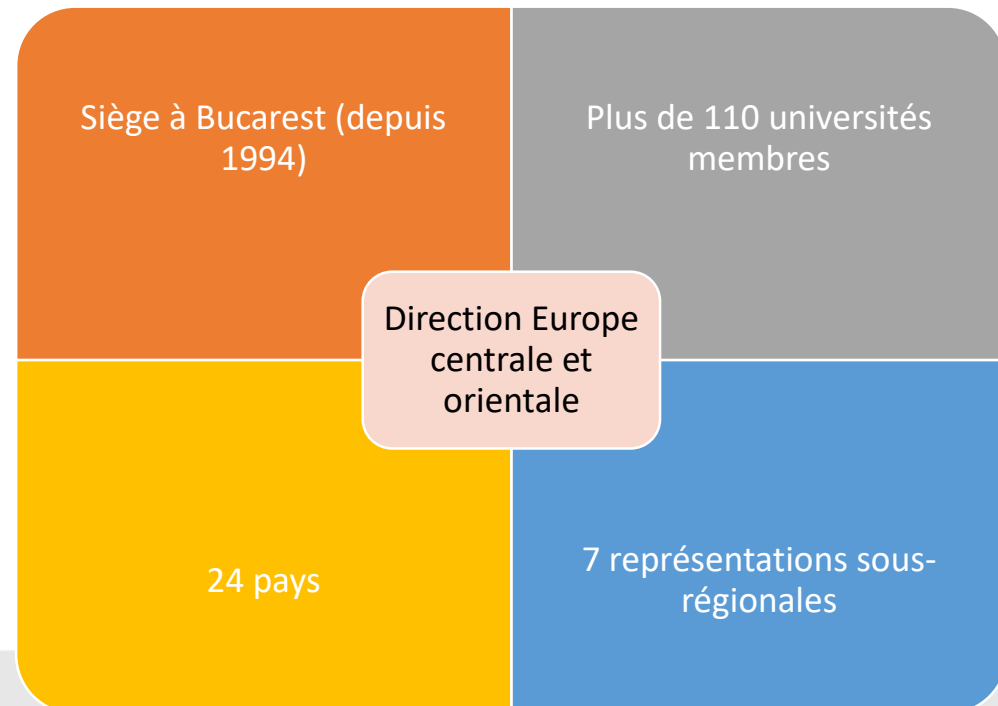 Siège à Bucarest (depuis
1994)
Plus de 110 universités
membres
Direction Europe
centrale et
orientale
24 pays
7 représentations sous-
régionales